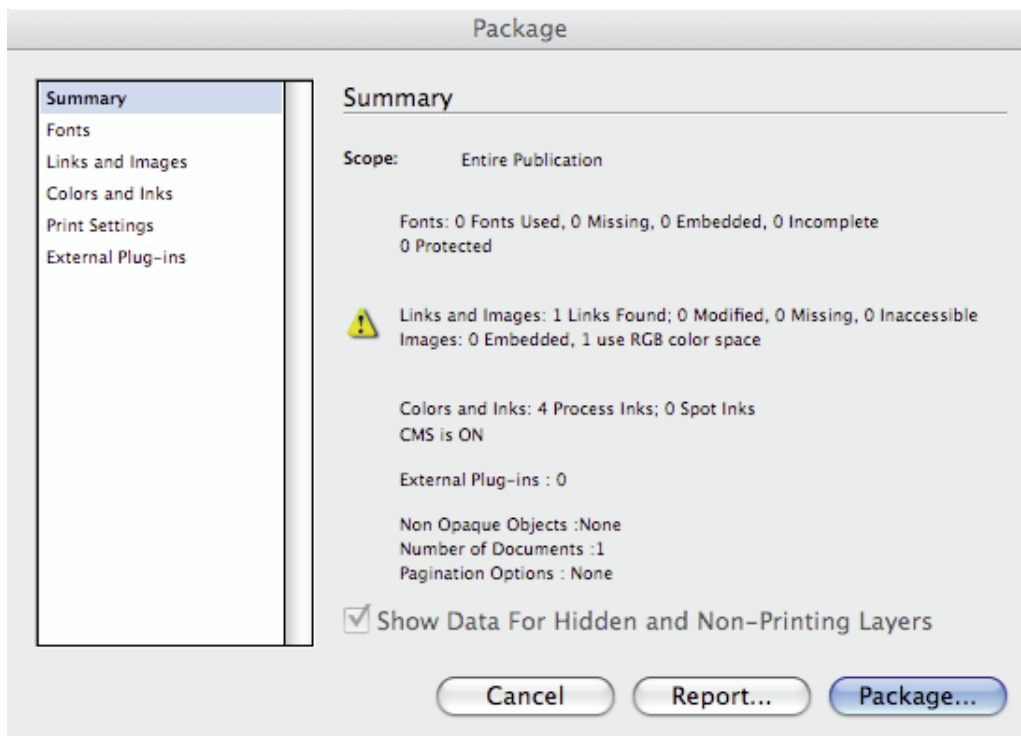 Package
Summary
Fonts
Links and Images
Colors and Inks
Print Settings
External Plug-ins
Summary
Scope: Entire Publication
Fonts: 0 Fonts Used, 0 Missing, 0 Embedded, 0 Incomplete
0 Protected
Links and Images: 1 Links Found; 0 Modified, 0 Missing, 0 Inaccessible
Images: 0 Embedded, 1 use RGB color space
Colors and Inks: 4 Process Inks; 0 Spot Inks
CMS is ON
External Plug-ins : 0
Non Opaque Objects :None
Number of Documents :1
Pagination Options : None
Show Data For Hidden and Non-Printing Layers
Cancel Report... Package...